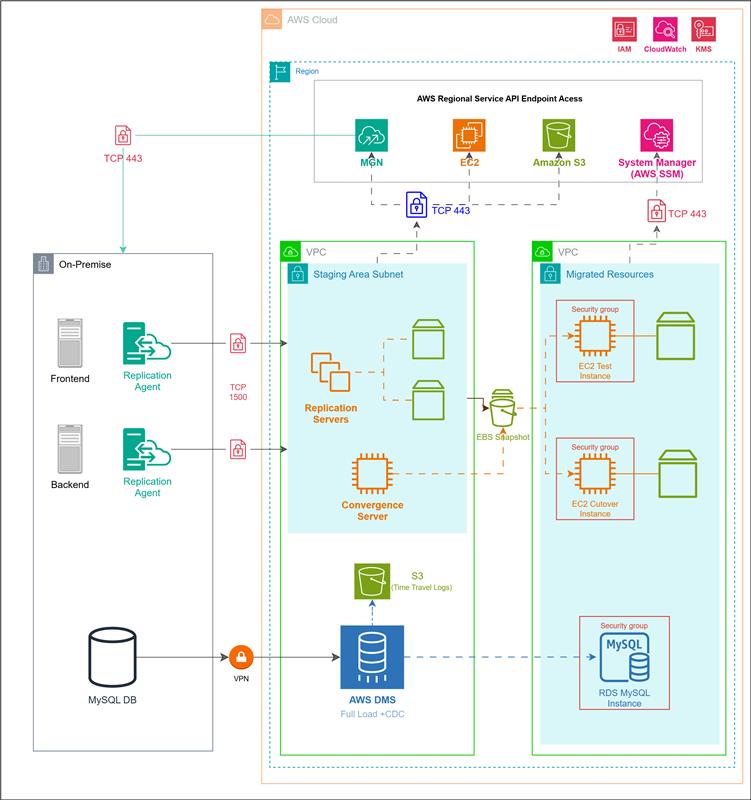 AWS Cloud
IAM
CloudWatch
KMS
Region
AWS Regional Service API Endpoint Acess
MGN
EC2
Amazon S3
System Manager
(AWS SSM)
TCP 443
TCP 443
TCP 443
On-Premise
VPC
VPC
Staging Area Subnet
Migrated Resources
Security group
Frontend
Replication
Agent
TCP
1500
EC2 Test
Instance
Replication
Servers
EBS Snapshot
Security group
Backend
Replication
Agent
Convergence
Server
EC2 Cutover
Instance
S3
(Time Travel Logs)
Security group
MySQL
MySQL DB
VPN
AWS DMS
Full Load +CDC
RDS MySQL
Instance